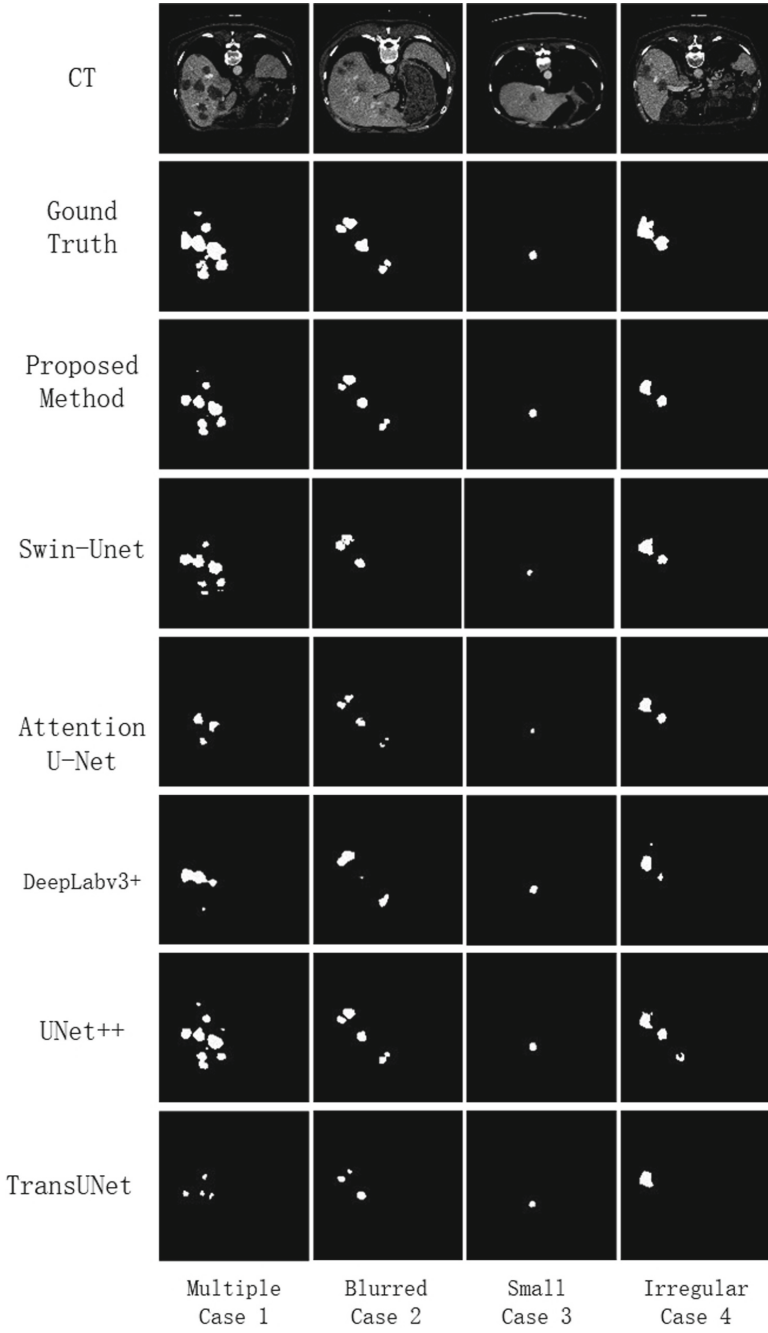 CT
Gound
Truth
Proposed
Method
Swin-Unet
Attention
U-Net
DeepLabv3+
UNet++
TransUNet
Multiple
Case 1
Blurred
Case 2
Small
Case 3
Irregular
Case 4